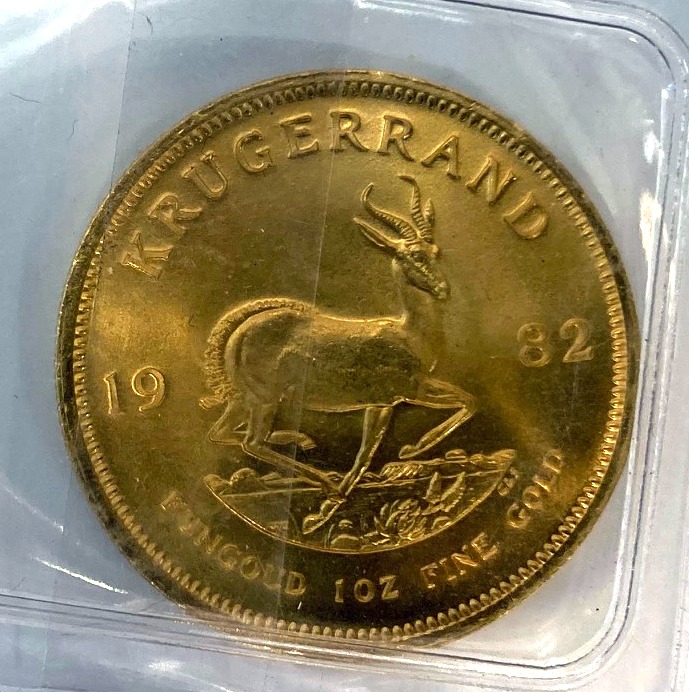 KRUGERRAND
19 82
FYNGOUD 1OZ FINE GOLD